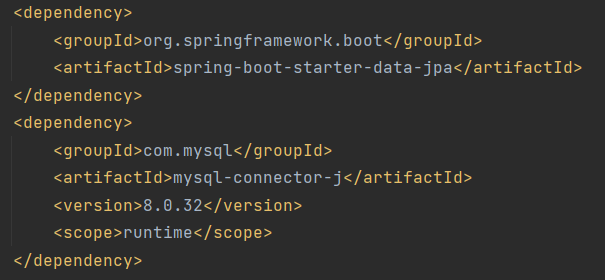 <dependency>
    <groupId>org.springframework.boot</groupId>
    <artifactId>spring-boot-starter-data-jpa</artifactId>
</dependency>
<dependency>
    <groupId>com.mysql</groupId>
    <artifactId>mysql-connector-j</artifactId>
    <version>8.0.32</version>
    <scope>runtime</scope>
</dependency>